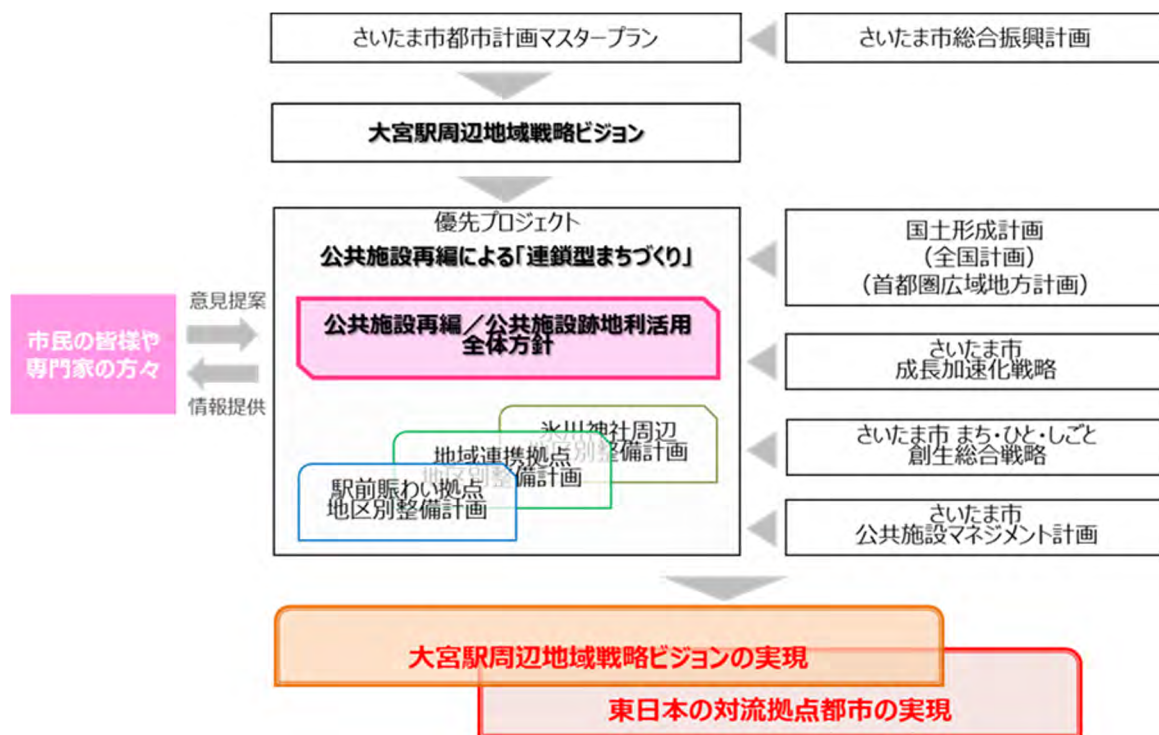 さいたま市都市計画マスタープラン
さいたま市総合振興計画
大宮駅周辺地域戦略ビジョン
優先プロジェクト
公共施設再編による「連鎖型まちづくり」
公共施設再編／公共施設跡地利活用
全体方針
氷川神社周辺
地区別整備計画
地域連携拠点
地区別整備計画
駅前賑わい拠点
地区別整備計画
意見提案
市民の皆様や
専門家の方々
情報提供
国土形成計画
（全国計画）
（首都圏広域地方計画）
さいたま市
成長加速化戦略
さいたま市 まち・ひと・しごと
創生総合戦略
さいたま市
公共施設マネジメント計画
大宮駅周辺地域戦略ビジョンの実現
東日本の対流拠点都市の実現